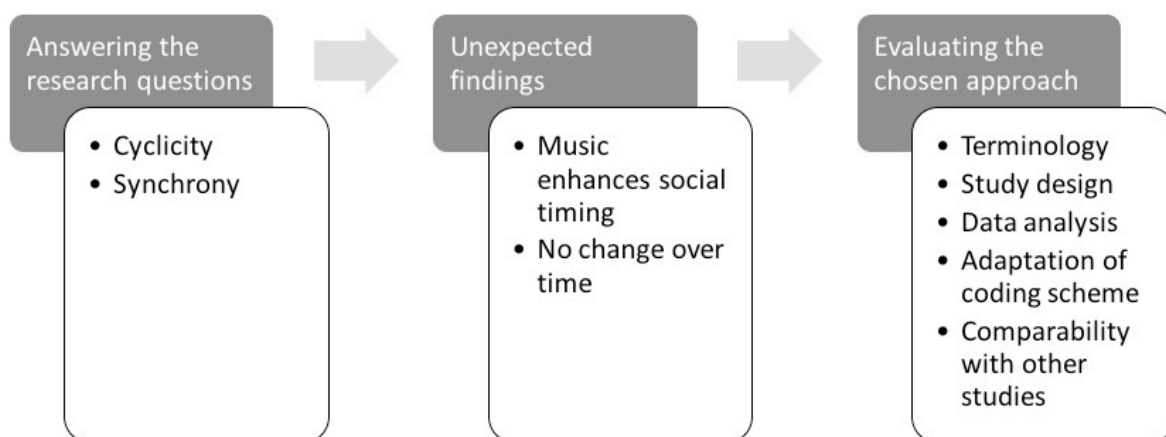 Answering the
research questions
• Cyclicity
• Synchrony
Unexpected
findings
• Music
enhances social
timing
• No change over
time
Evaluating the
chosen approach
• Terminology
• Study design
• Data analysis
• Adaptation of
coding scheme
• Comparability
with other
studies